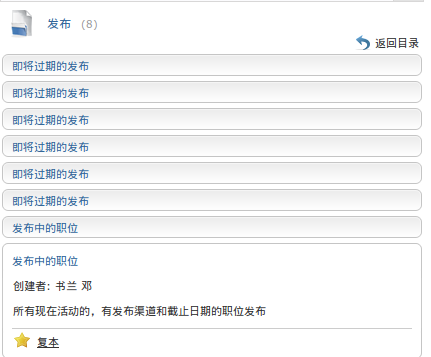 发布 (8)
返回目录
即将过期的发布
即将过期的发布
即将过期的发布
即将过期的发布
即将过期的发布
即将过期的发布
发布中的职位
发布中的职位
创建者: 书兰 邓
所有现在活动的，有发布渠道和截止日期的职位发布
复本